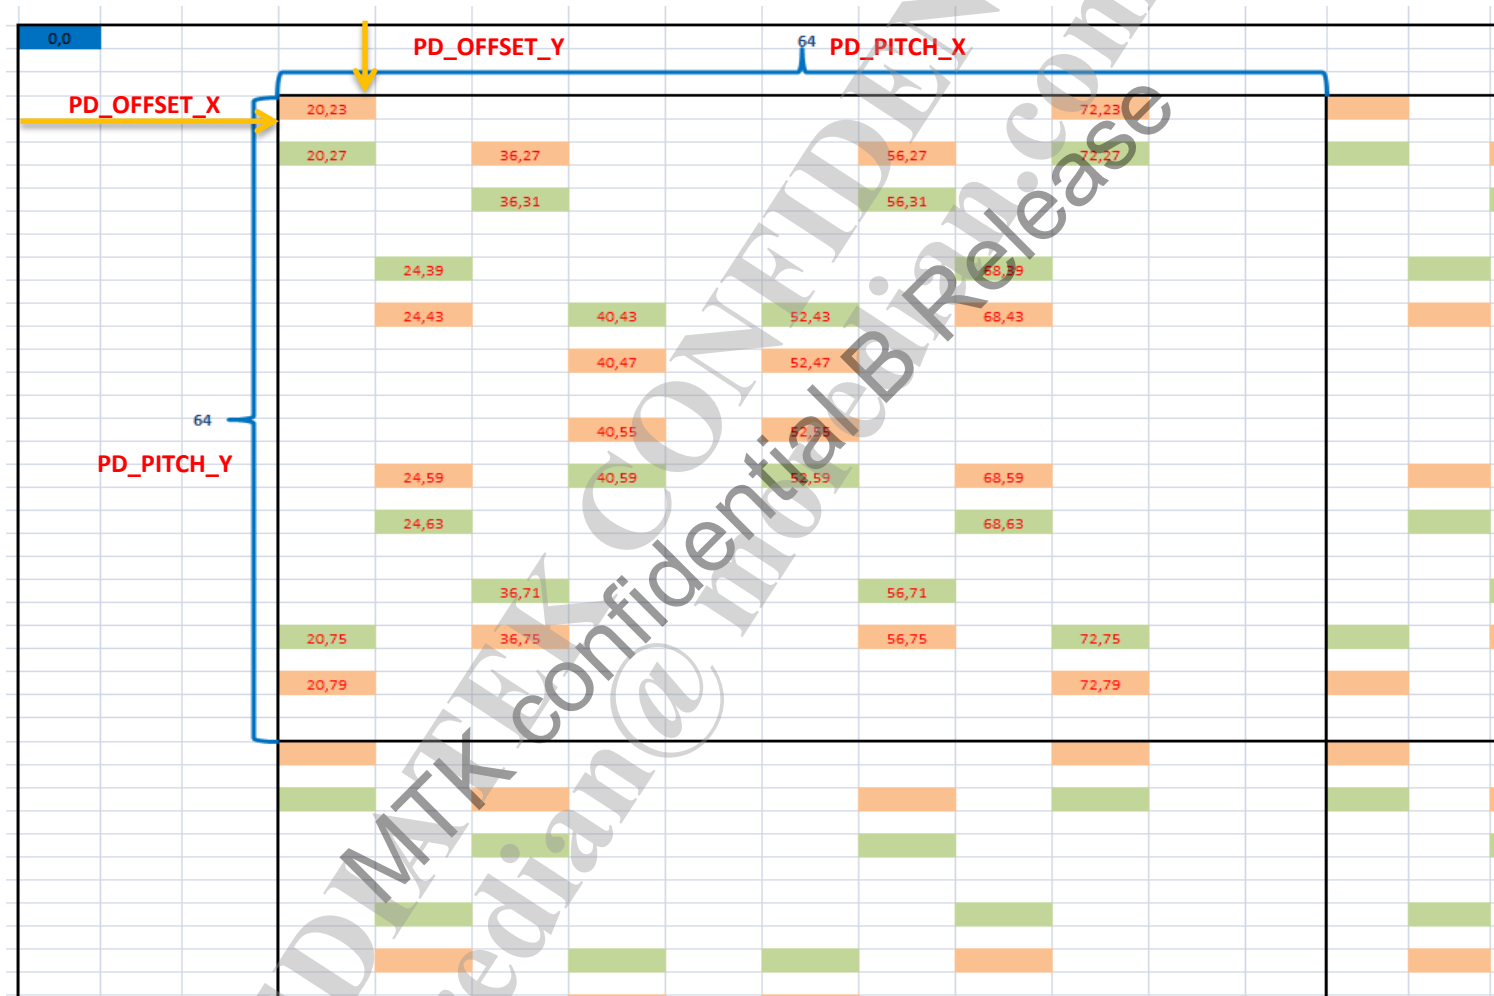 0,0
PD_OFFSET_Y
64 PD_PITCH_X
PD_OFFSET_X
20,23 72,23
20,27 36,27 56,27 72,27
36,31 56,31
24,39 68,39
24,43 40,43 52,43 68,43
40,47 52,47
64
40,55 52,55
PD_PITCH_Y
24,59 40,59 52,59 68,59
24,63 68,63
36,71 56,71
20,75 36,75 56,75 72,75
20,79 72,79
MTK confidential B Release